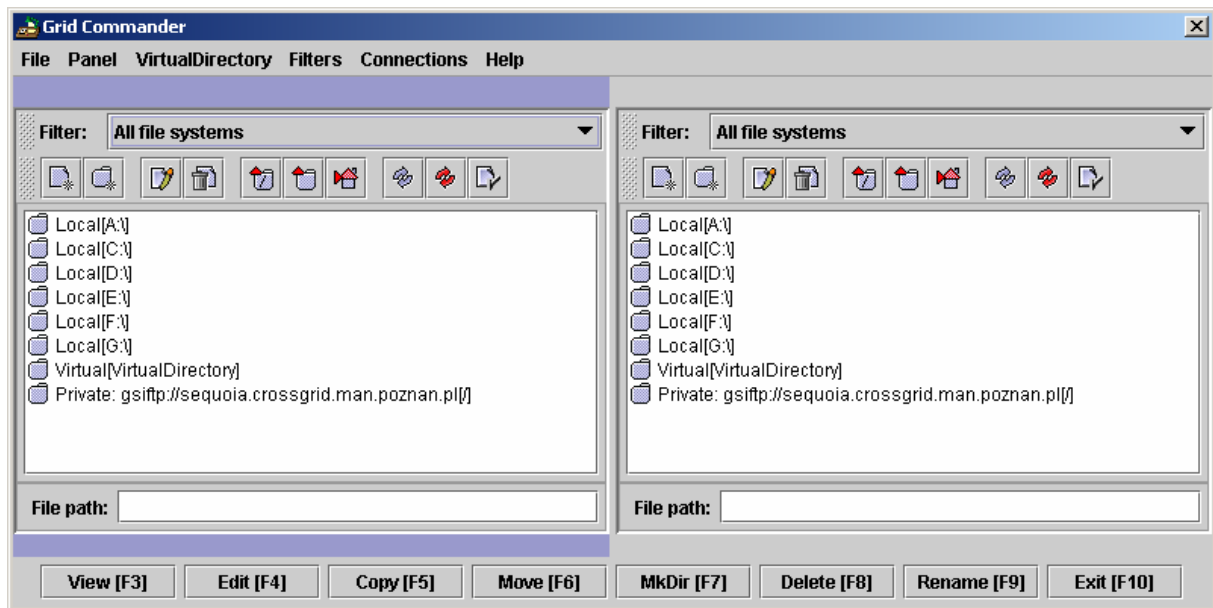 Grid Commander
File Panel VirtualDirectory Filters Connections Help
Filter: All file systems
Local[A:\]
Local[C:\]
Local[D:\]
Local[E:\]
Local[F:\]
Local[G:\]
Virtual[VirtualDirectory]
Private: gsiftp://sequoia.crossgrid.man.poznan.pl[/]
File path:
Filter: All file systems
Local[A:\]
Local[C:\]
Local[D:\]
Local[E:\]
Local[F:\]
Local[G:\]
Virtual[VirtualDirectory]
Private: gsiftp://sequoia.crossgrid.man.poznan.pl[/]
File path:
View [F3] Edit [F4] Copy [F5] Move [F6] MkDir [F7] Delete [F8] Rename [F9] Exit [F10]